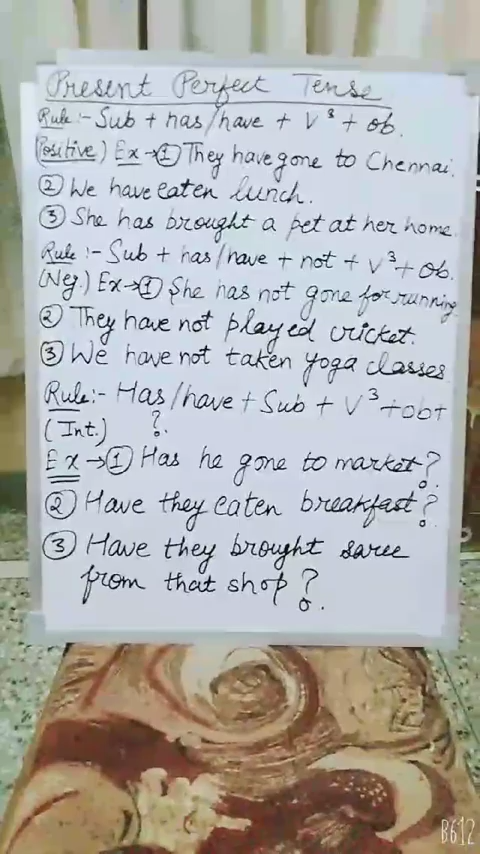 Present Perfect Tense
Rule:- Sub + has/have + V³ + ob.
(Positive) Ex→① They have gone to Chennai.
② We have eaten lunch.
③ She has brought a pet at her home.
Rule:- Sub + has/have + not + V³ + ob.
(Neg.) Ex→① She has not gone for running
② They have not played cricket.
③ We have not taken yoga classes
Rule:- Has/have + Sub + V³ + ob +
(Int.) ?
Ex→① Has he gone to market?
② Have they eaten breakfast?
③ Have they brought saree
from that shop?
B612